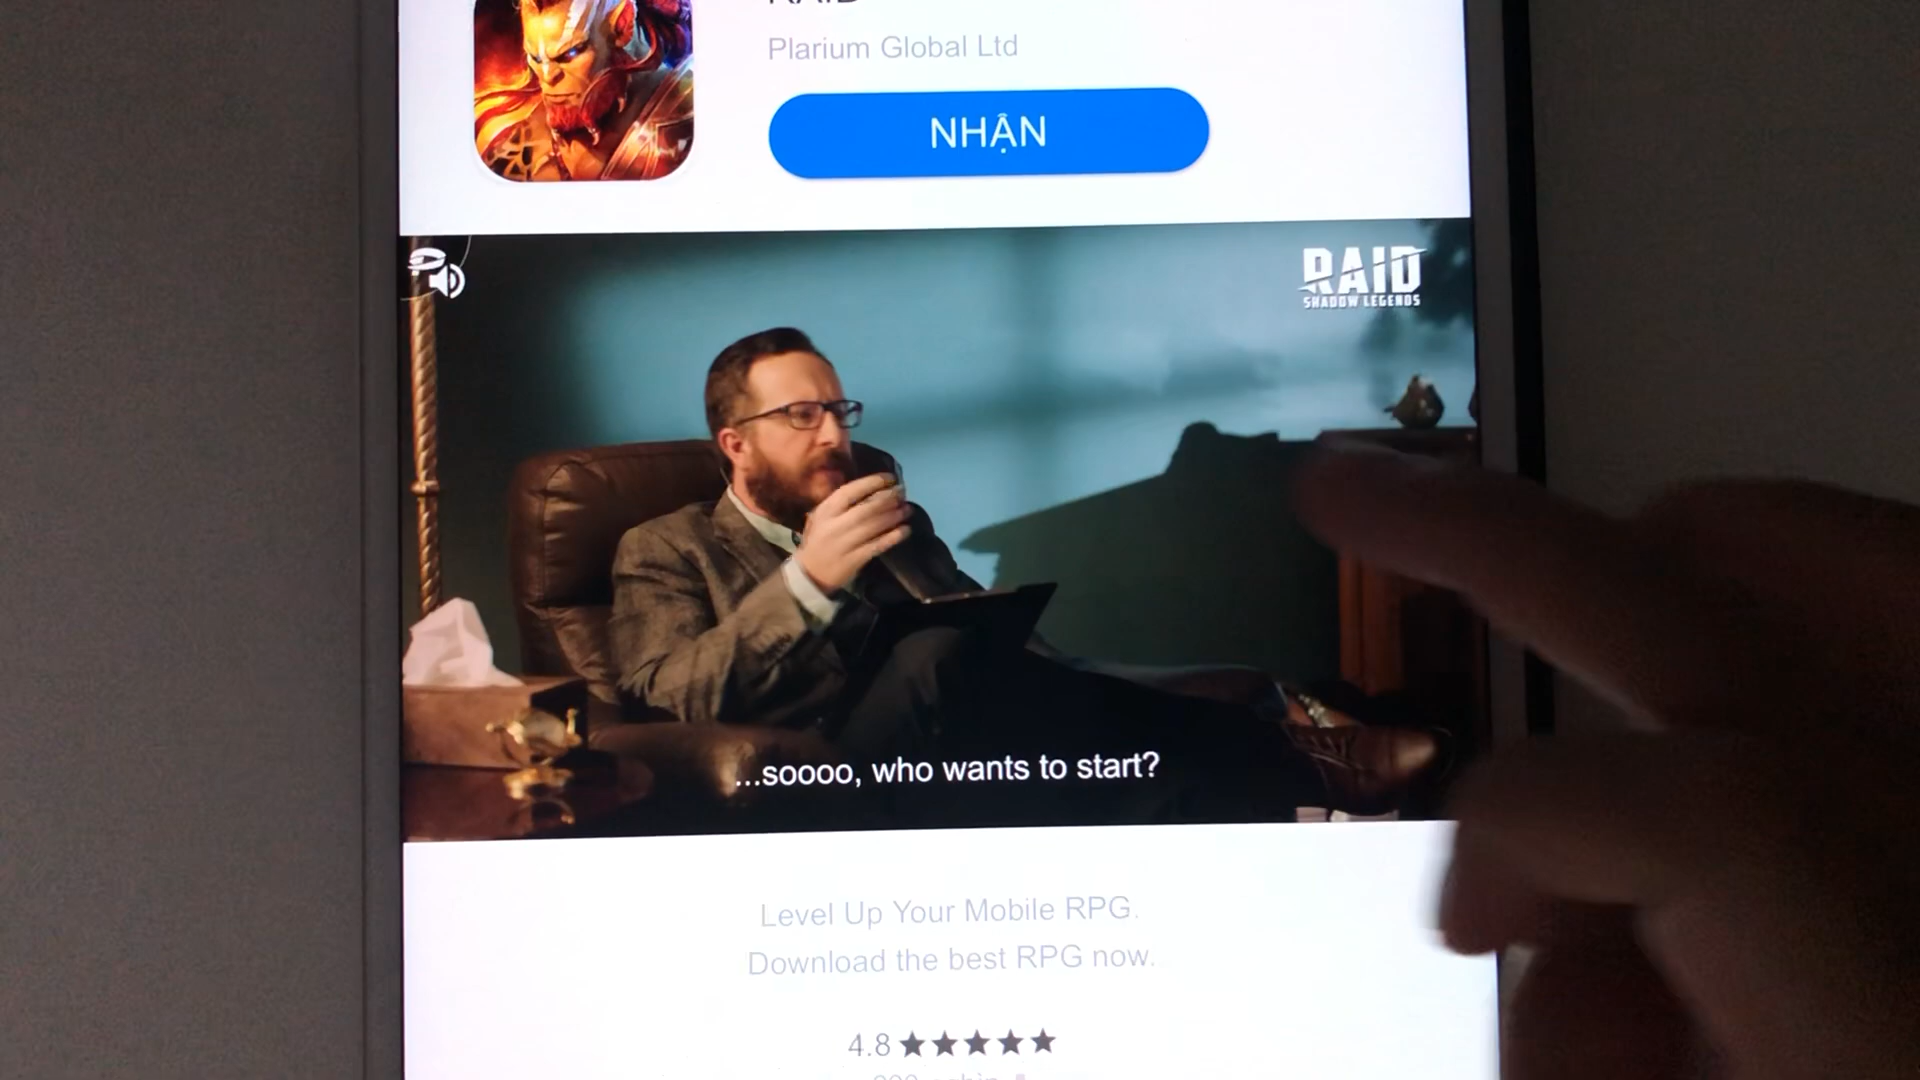 RAID
Plarium Global Ltd
NHẬN
RAID
SHADOW LEGENDS
...soooo, who wants to start?
Level Up Your Mobile RPG.
Download the best RPG now.
4.8 ★★★★★